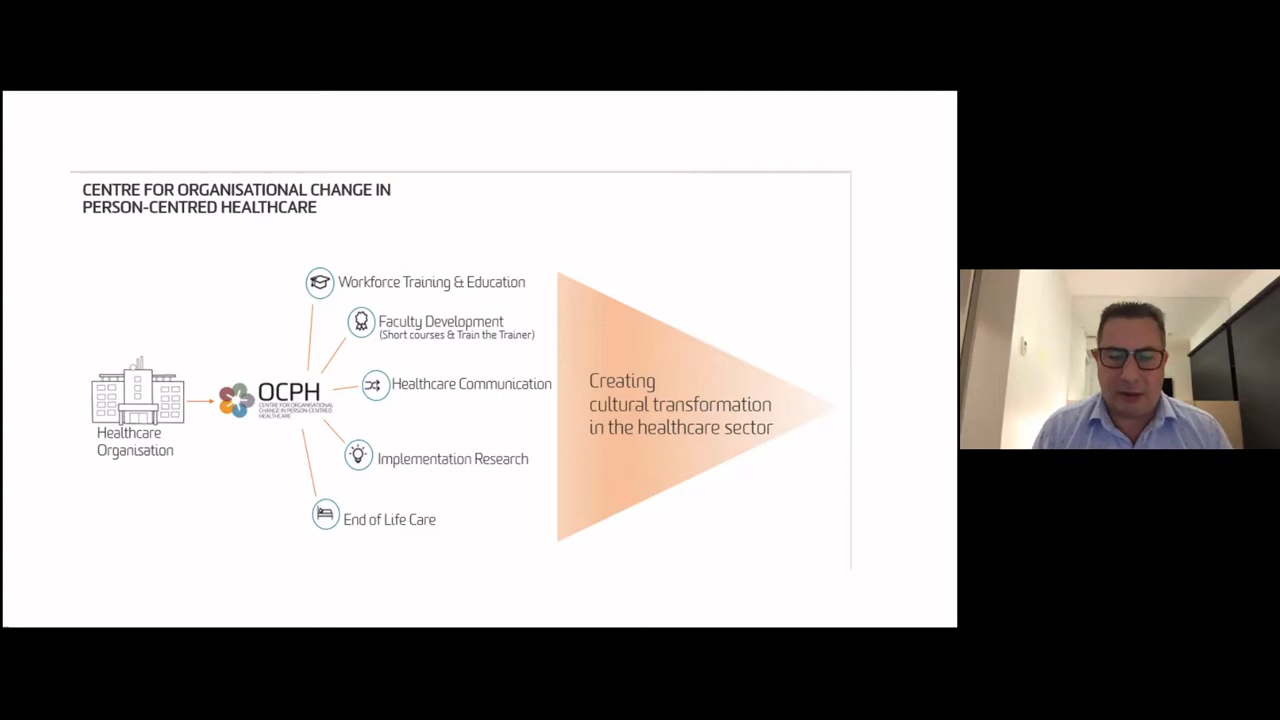 CENTRE FOR ORGANISATIONAL CHANGE IN
PERSON-CENTRED HEALTHCARE
Workforce Training & Education
Faculty Development
(Short courses & Train the Trainer)
Healthcare Communication
OCPH
CENTRE FOR ORGANISATIONAL
CHANGE IN PERSON-CENTRED
HEALTHCARE
Healthcare
Organisation
Implementation Research
End of Life Care
Creating
cultural transformation
in the healthcare sector